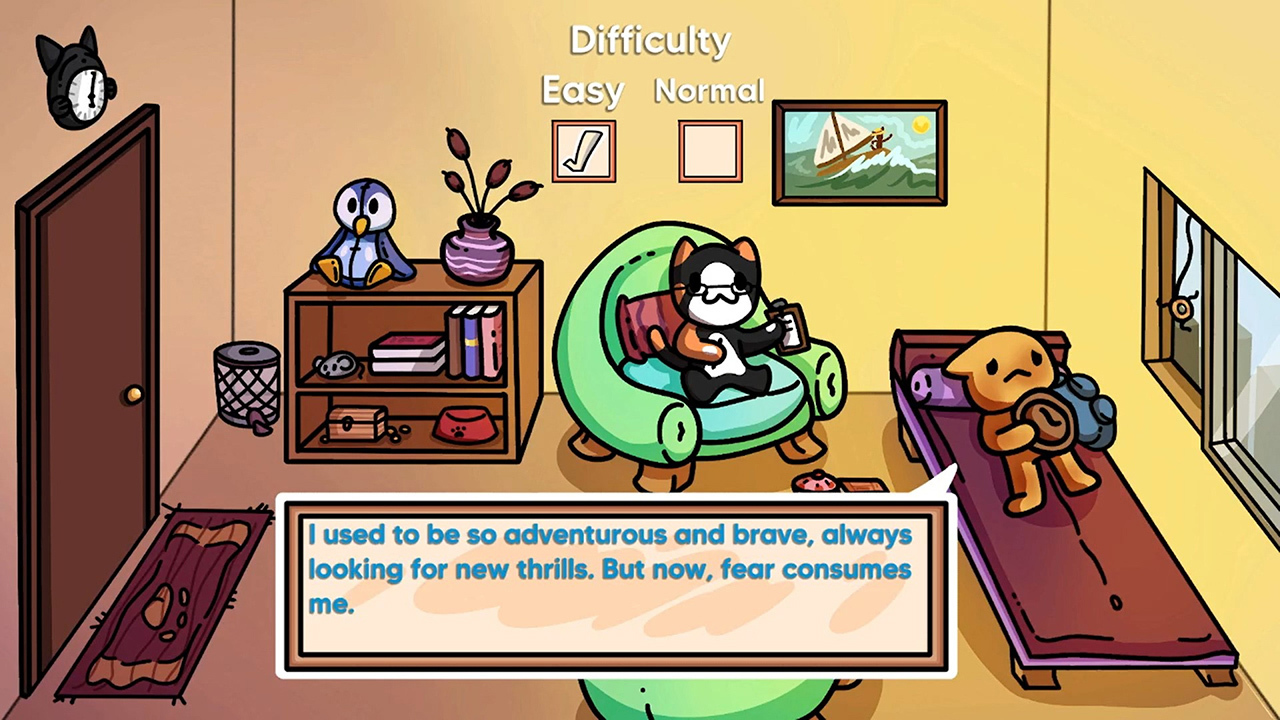 Difficulty
Easy Normal
I used to be so adventurous and brave, always
looking for new thrills. But now, fear consumes
me.